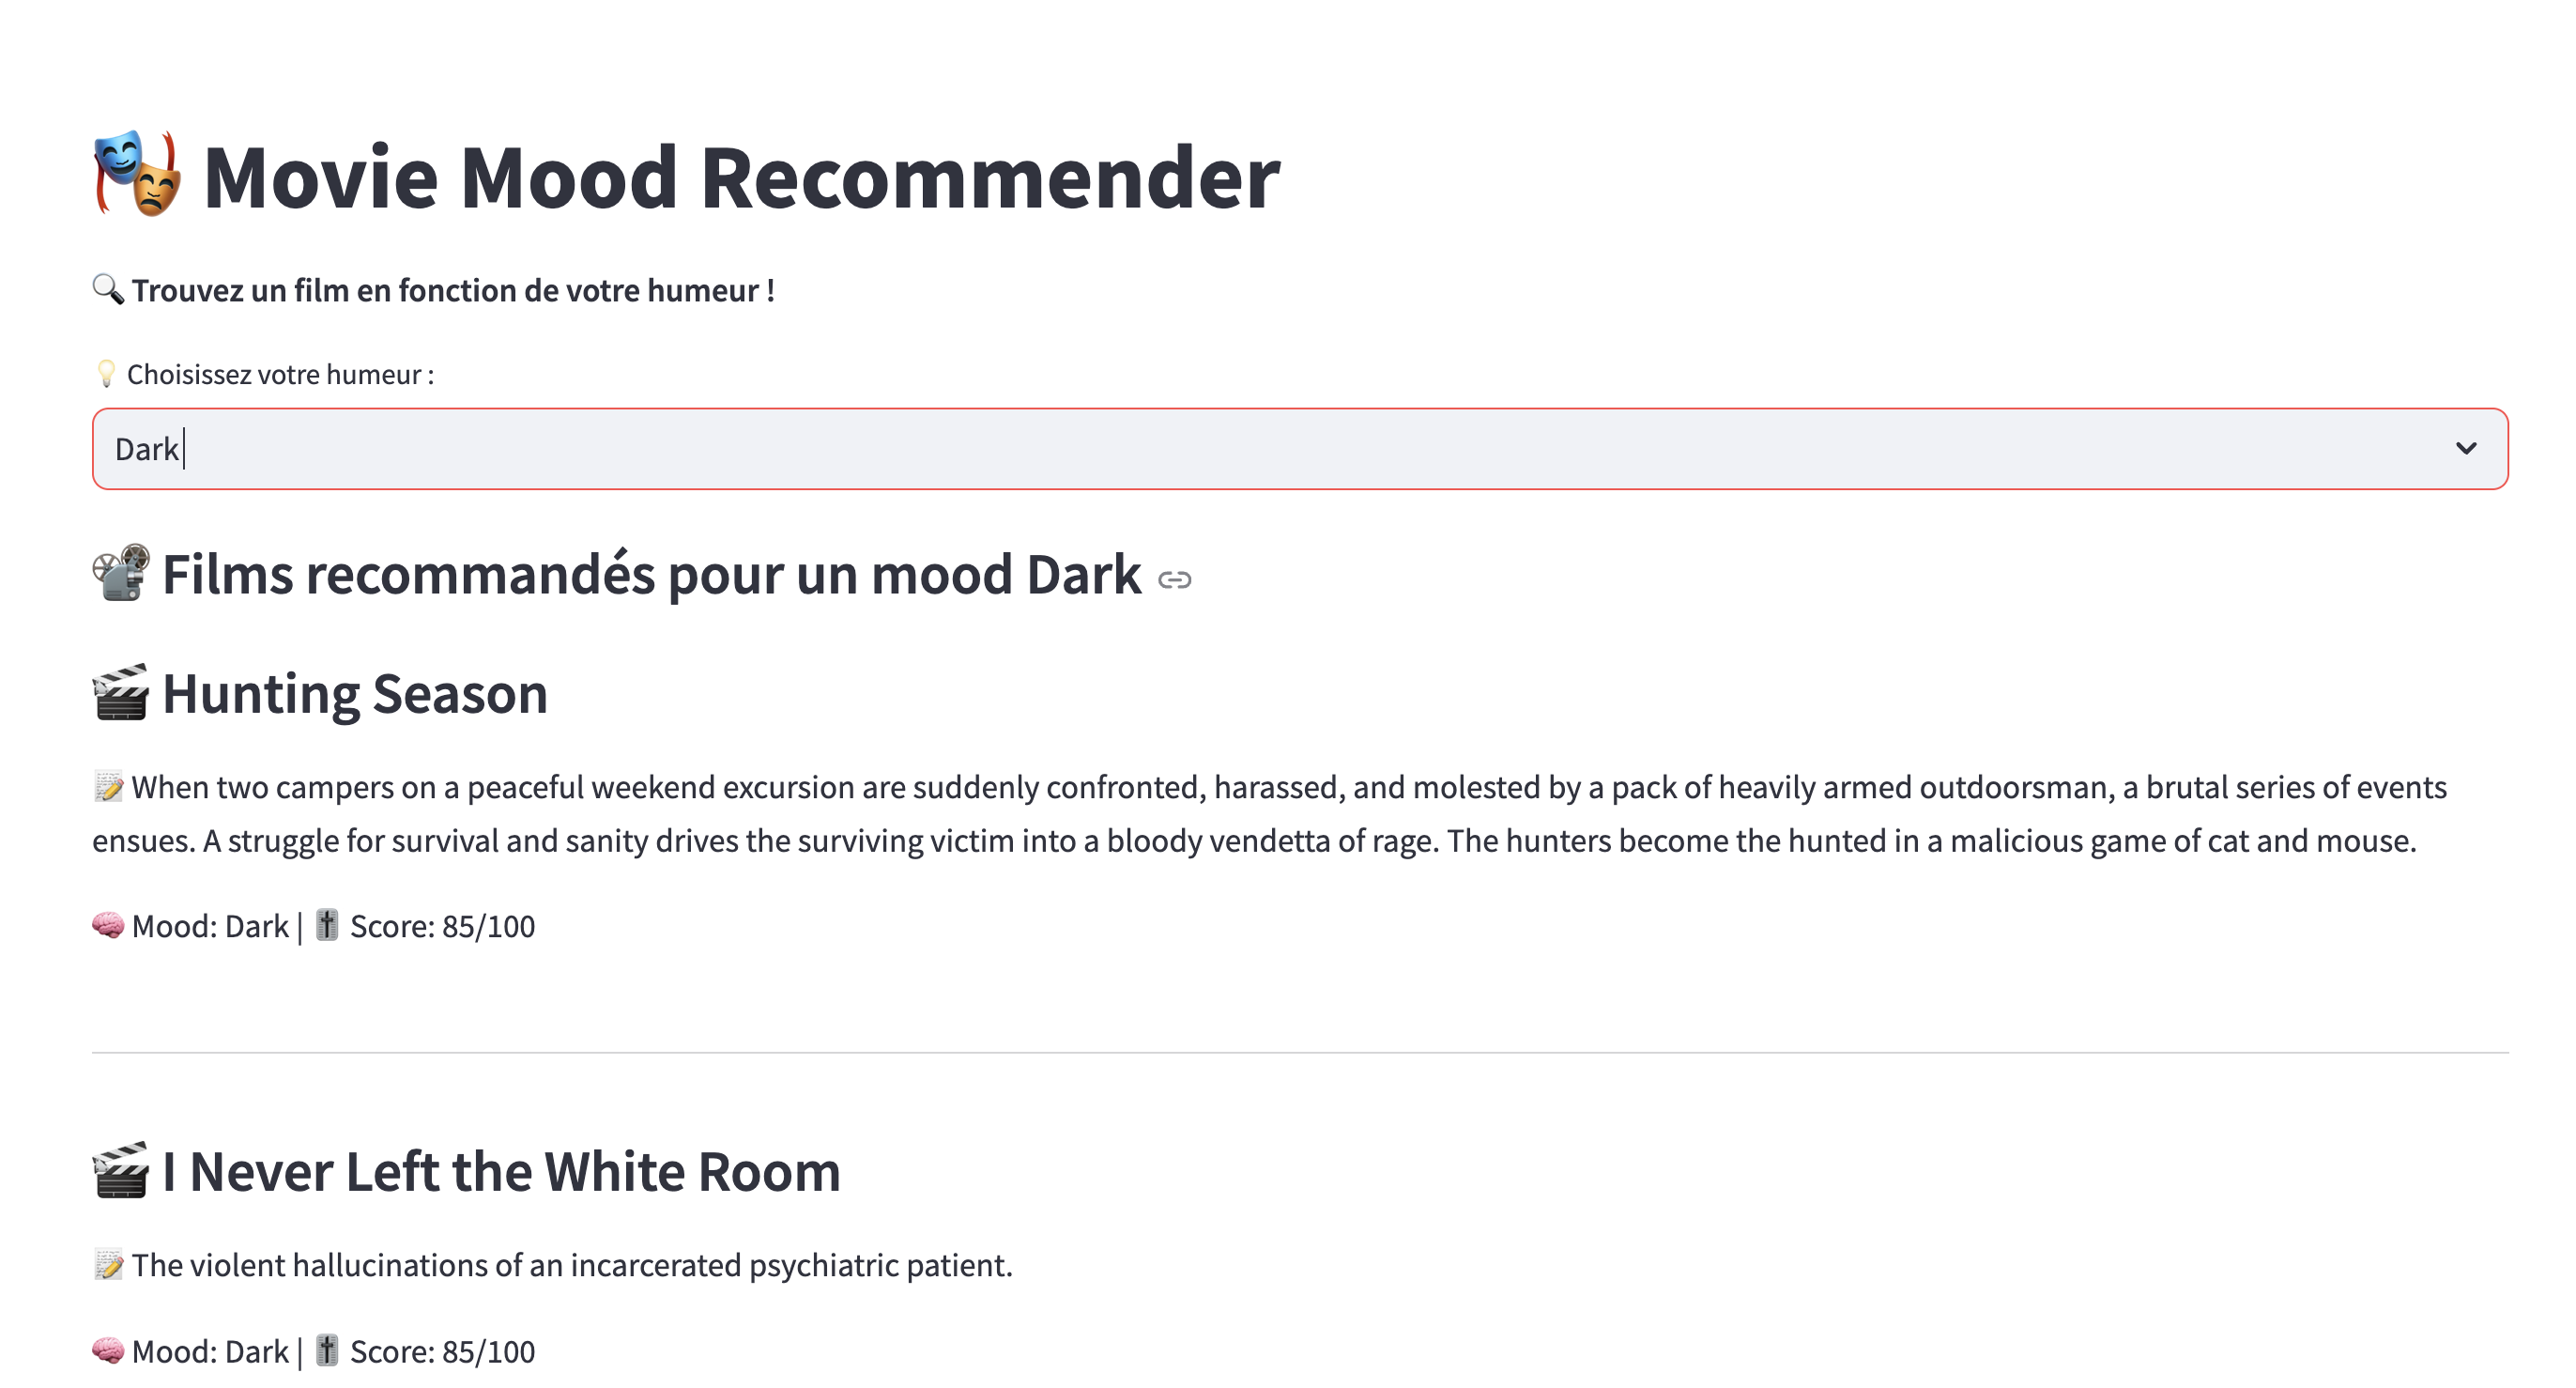 🎭 Movie Mood Recommender
🔍 Trouvez un film en fonction de votre humeur !
💡 Choisissez votre humeur :
Dark
📽️ Films recommandés pour un mood Dark
🎬 Hunting Season
📝 When two campers on a peaceful weekend excursion are suddenly confronted, harassed, and molested by a pack of heavily armed outdoorsman, a brutal series of events
ensues. A struggle for survival and sanity drives the surviving victim into a bloody vendetta of rage. The hunters become the hunted in a malicious game of cat and mouse.
🧠 Mood: Dark | 🎚️ Score: 85/100
🎬 I Never Left the White Room
📝 The violent hallucinations of an incarcerated psychiatric patient.
🧠 Mood: Dark | 🎚️ Score: 85/100